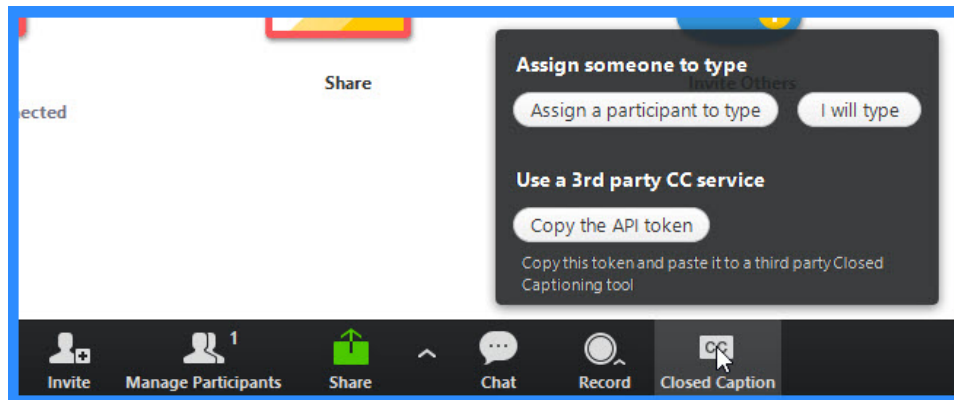 Assign someone to type
Share
Invite Others
Assign a participant to type
I will type
nected
Use a 3rd party CC service
Copy the API token
Copy this token and paste it to a third party Closed
Captioning tool
1
CC
Invite
Manage Participants
Share
Chat
Record
Closed Caption